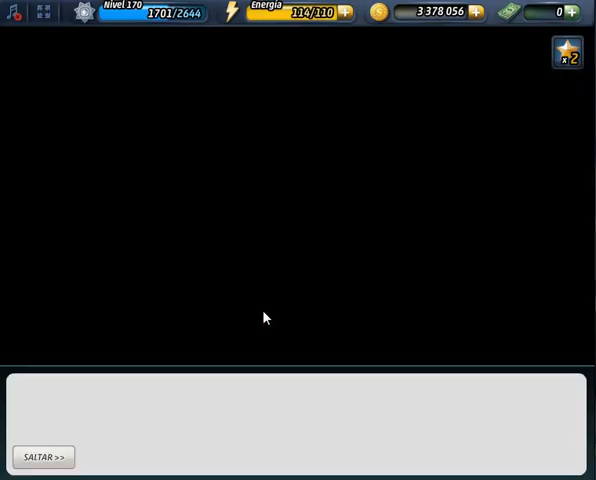 Nivel 170
1701/2644
Energía
114/110
3 378 056
0
x2
SALTAR >>